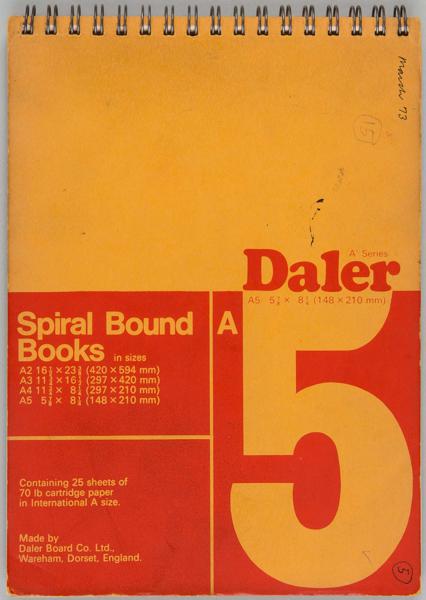 March 73
15
'A' Series
Daler
A5 5⅞ × 8¼ (148 × 210 mm)
Spiral Bound
Books in sizes
A2 16½ × 23⅜ (420 × 594 mm)
A3 11¾ × 16½ (297 × 420 mm)
A4 11¾ × 8¼ (297 × 210 mm)
A5 5⅞ × 8¼ (148 × 210 mm)
A
5
Containing 25 sheets of
70 lb cartridge paper
in International A size.
Made by
Daler Board Co. Ltd.,
Wareham, Dorset, England.
5